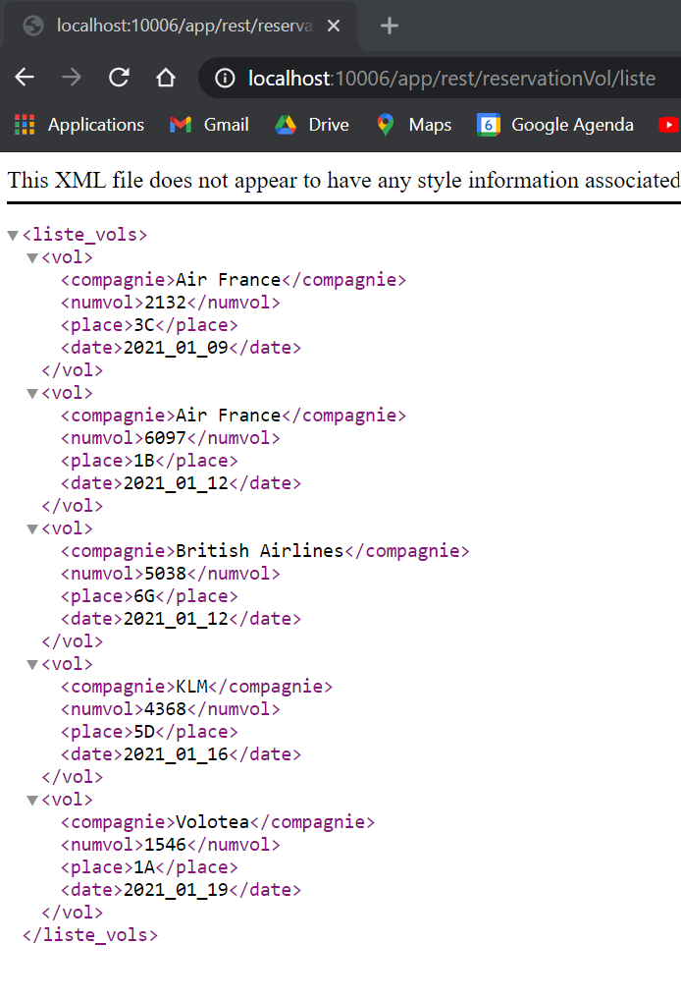 localhost:10006/app/rest/reserva
localhost:10006/app/rest/reservationVol/liste
Applications Gmail Drive Maps 6 Google Agenda
This XML file does not appear to have any style information associated
<liste_vols>
<vol>
<compagnie>Air France</compagnie>
<numvol>2132</numvol>
<place>3C</place>
<date>2021_01_09</date>
</vol>
<vol>
<compagnie>Air France</compagnie>
<numvol>6097</numvol>
<place>1B</place>
<date>2021_01_12</date>
</vol>
<vol>
<compagnie>British Airlines</compagnie>
<numvol>5038</numvol>
<place>6G</place>
<date>2021_01_12</date>
</vol>
<vol>
<compagnie>KLM</compagnie>
<numvol>4368</numvol>
<place>5D</place>
<date>2021_01_16</date>
</vol>
<vol>
<compagnie>Volotea</compagnie>
<numvol>1546</numvol>
<place>1A</place>
<date>2021_01_19</date>
</vol>
</liste_vols>